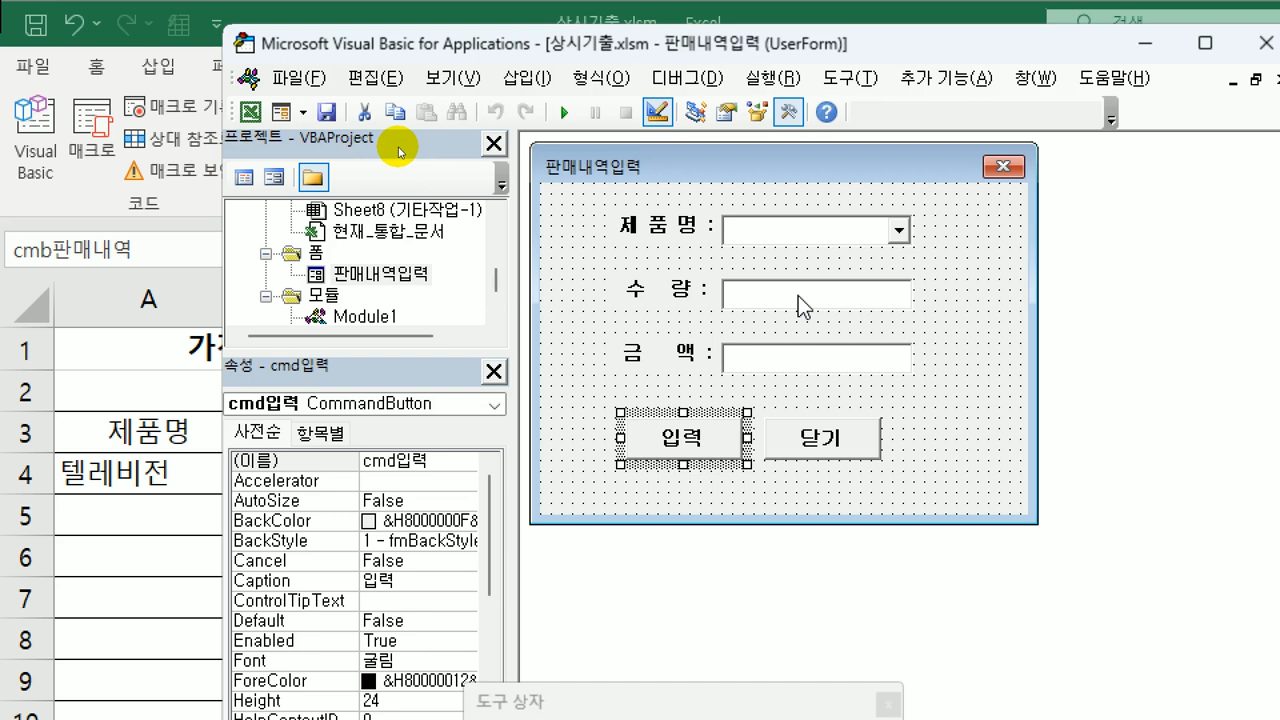 상시기출.xlsm - Excel
검색
파일 홈 삽입
Visual Basic
매크로
매크로 기
상대 참조
매크로 보
코드
cmb판매내역
A
1
가
2
3 제품명
4 텔레비전
5
6
7
8
9
10
Microsoft Visual Basic for Applications - [상시기출.xlsm - 판매내역입력 (UserForm)]
파일(F) 편집(E) 보기(V) 삽입(I) 형식(O) 디버그(D) 실행(R) 도구(T) 추가 기능(A) 창(W) 도움말(H)
프로젝트 - VBAProject
Sheet8 (기타작업-1)
현재_통합_문서
폼
판매내역입력
모듈
Module1
속성 - cmd입력
cmd입력 CommandButton
사전순 항목별
(이름) cmd입력
Accelerator
AutoSize False
BackColor &H8000000F&
BackStyle 1 - fmBackStyle
Cancel False
Caption 입력
ControlTipText
Default False
Enabled True
Font 굴림
ForeColor &H80000012&
Height 24
HelpContextID 0
판매내역입력
제 품 명 :
수 량 :
금 액 :
입력 닫기
도구 상자